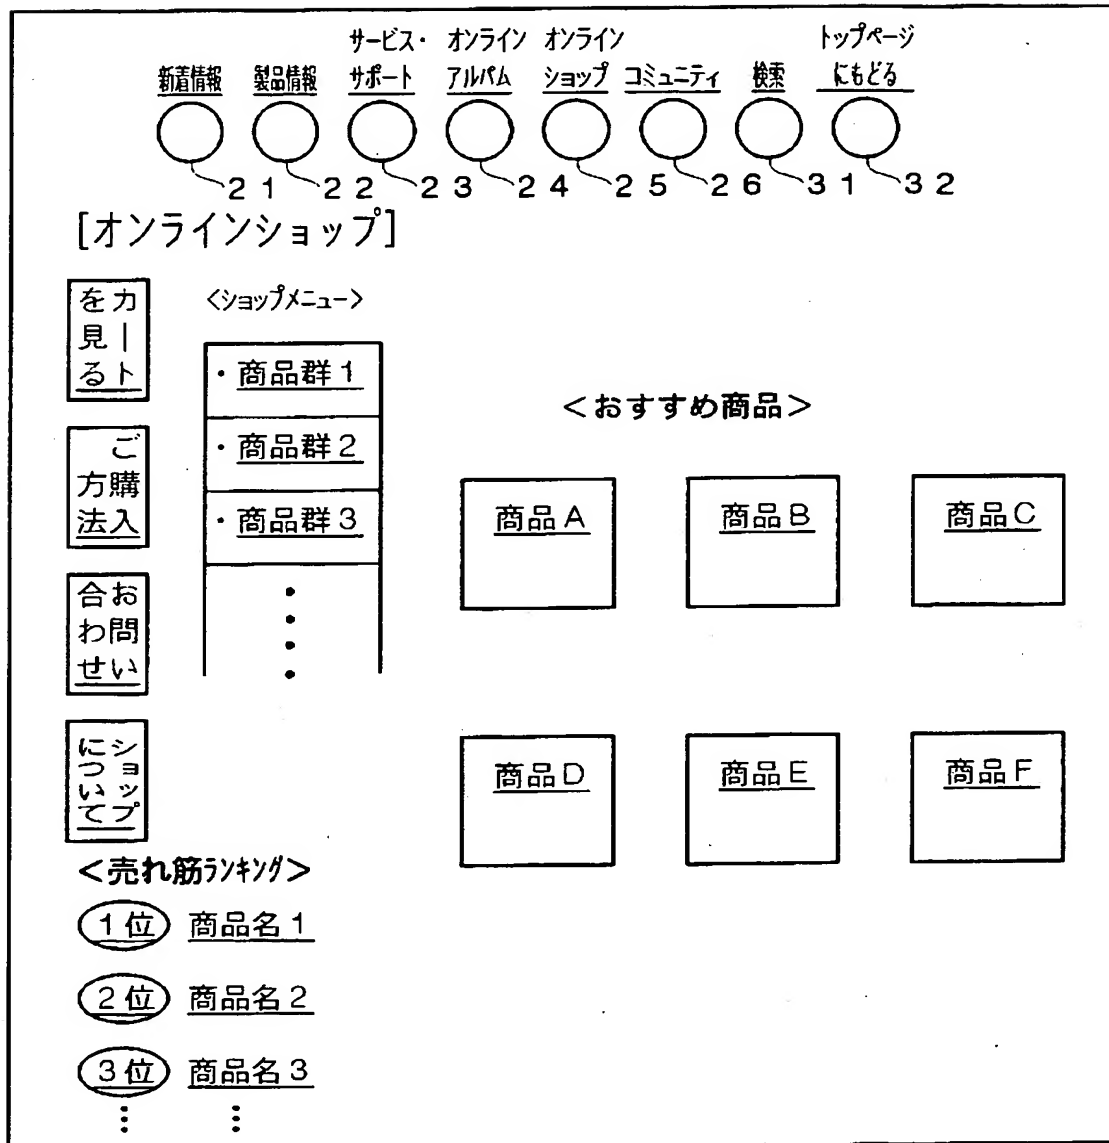 サービス・ オンライン オンライン トップページ
新着情報 製品情報 サポート アルバム ショップ コミュニティ 検索 にもどる
21 22 23 24 25 26 31 32
[オンラインショップ]
カートを見る
ご購入方法
お問い合わせ
ショップについて
<ショップメニュー>
・商品群1
・商品群2
・商品群3
<おすすめ商品>
商品A 商品B 商品C
商品D 商品E 商品F
<売れ筋ランキング>
1位 商品名1
2位 商品名2
3位 商品名3